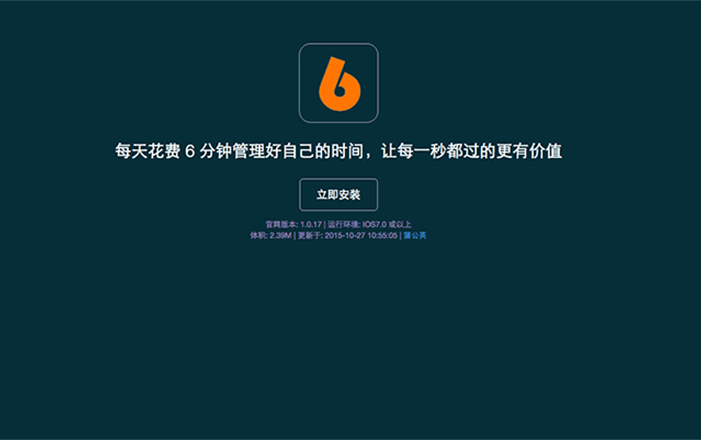 6
每天花费 6 分钟管理好自己的时间，让每一秒都过的更有价值
立即安装
官网版本: 1.0.17 | 运行环境: IOS7.0 或以上
体积: 2.39M | 更新于: 2015-10-27 10:55:05 | 蒲公英